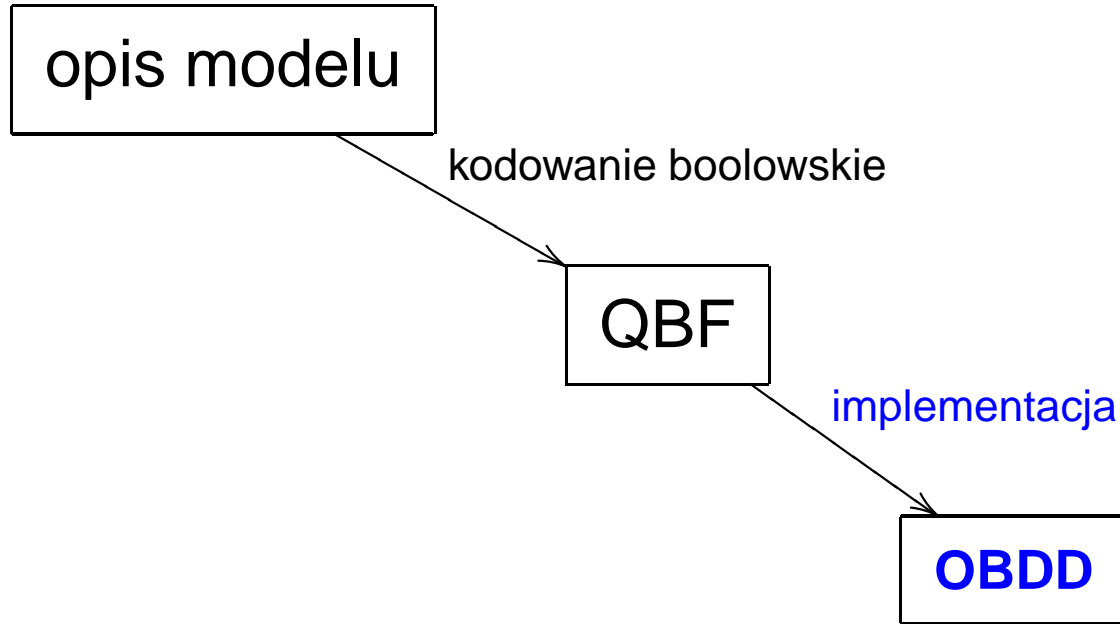 opis modelu
kodowanie boolowskie
QBF
implementacja
OBDD